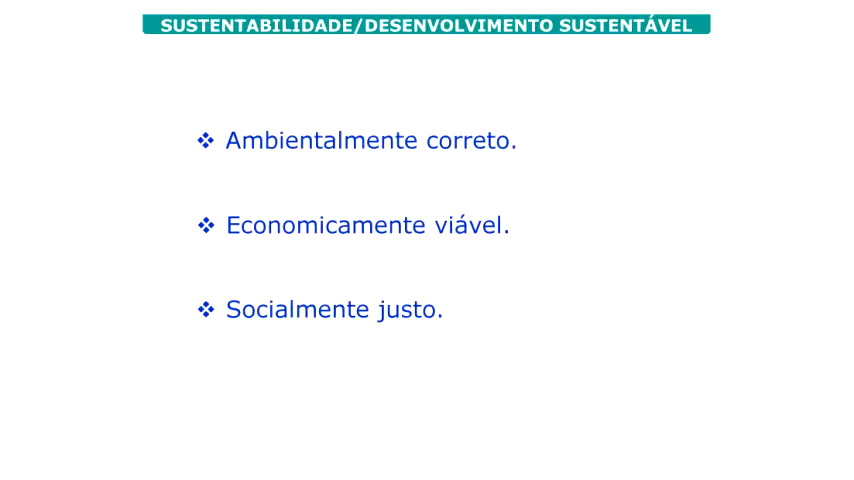 SUSTENTABILIDADE/DESENVOLVIMENTO SUSTENTÁVEL
❖ Ambientalmente correto.
❖ Economicamente viável.
❖ Socialmente justo.